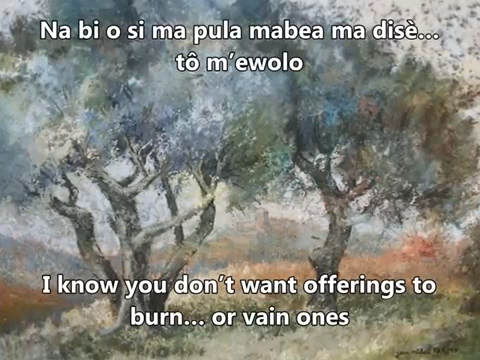 Na bi o si ma pula mabea ma disè...
tô m’ewolo
I know you don’t want offerings to
burn... or vain ones